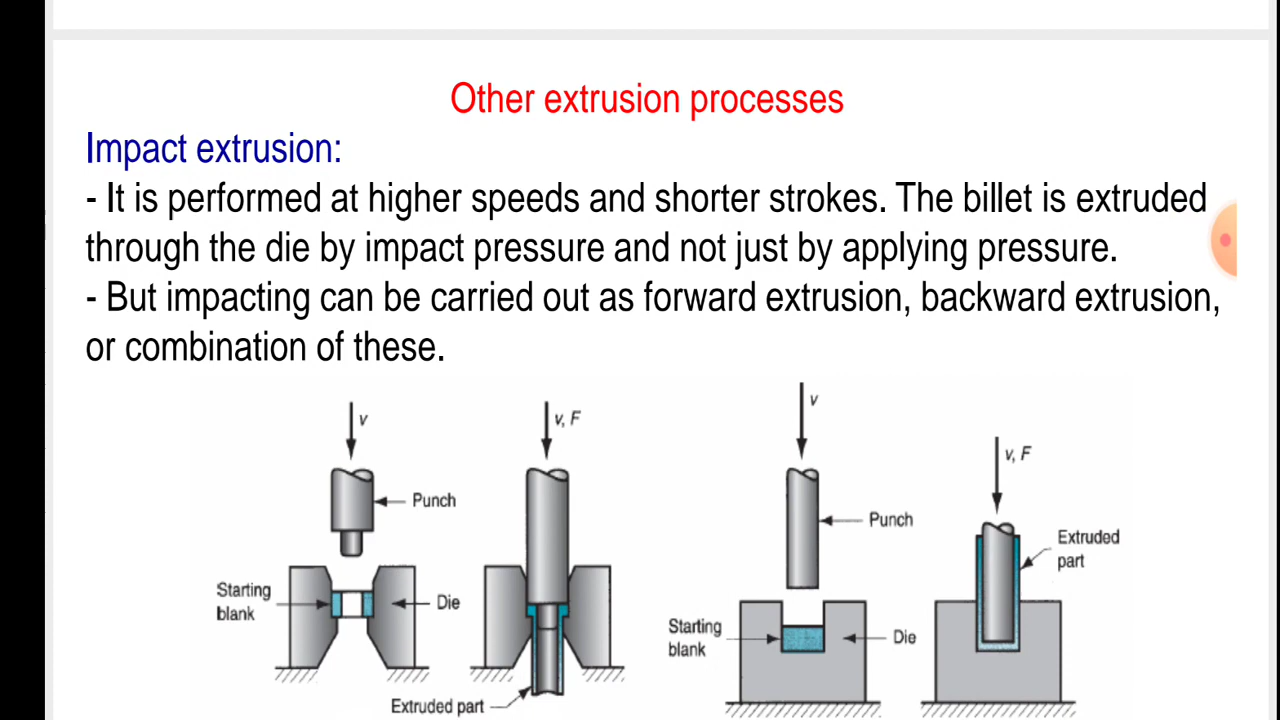 Other extrusion processes
Impact extrusion:
- It is performed at higher speeds and shorter strokes. The billet is extruded
through the die by impact pressure and not just by applying pressure.
- But impacting can be carried out as forward extrusion, backward extrusion,
or combination of these.
v
v, F
Punch
Starting
blank
Die
Extruded part
v
v, F
Punch
Extruded
part
Starting
blank
Die